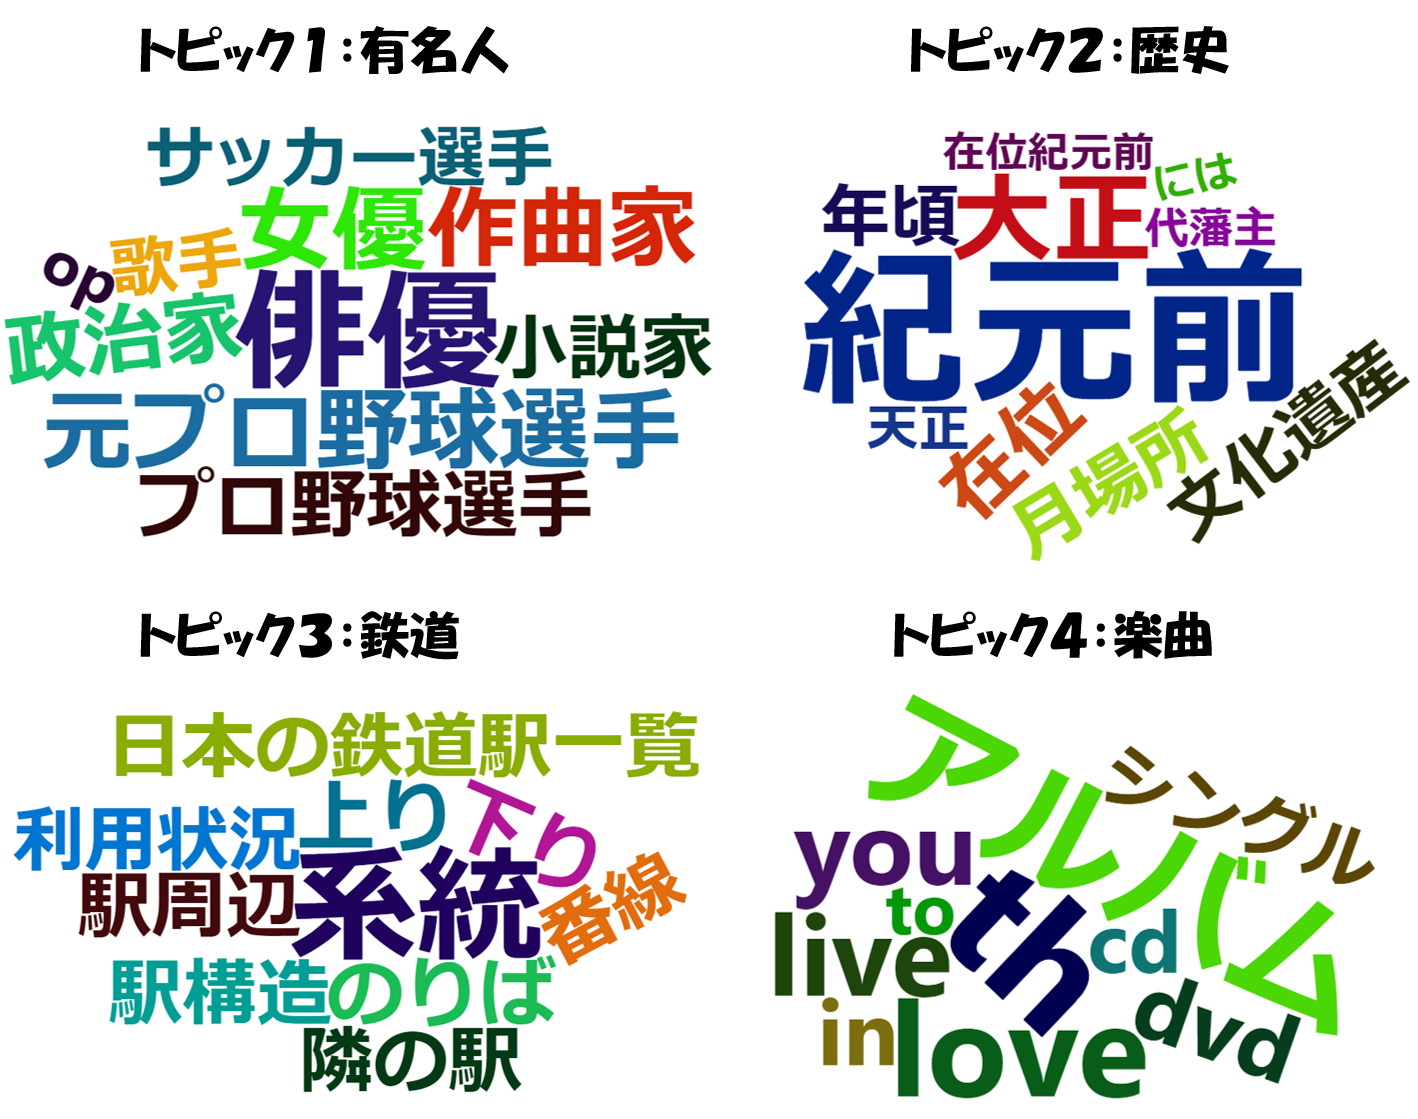 トピック1:有名人
サッカー選手
女優
作曲家
op
歌手
政治家
俳優
小説家
元プロ野球選手
プロ野球選手
トピック2:歴史
在位紀元前
には
年頃
大正
代藩主
紀元前
天正
在位
月場所
文化遺産
トピック3:鉄道
日本の鉄道駅一覧
利用状況
上り
下り
駅周辺
系統
番線
駅構造
のりば
隣の駅
トピック4:楽曲
アルバム
シングル
you
to
th
cd
live
in
love
dvd